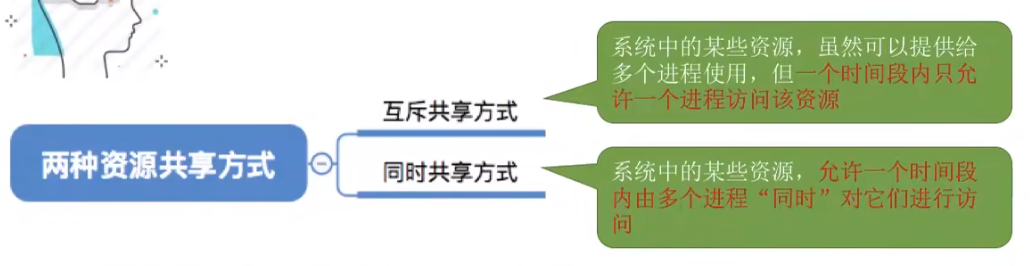 系统中的某些资源，虽然可以提供给
多个进程使用，但一个时间段内只允
许一个进程访问该资源
互斥共享方式
两种资源共享方式
同时共享方式
系统中的某些资源，允许一个时间段
内由多个进程“同时”对它们进行访
问